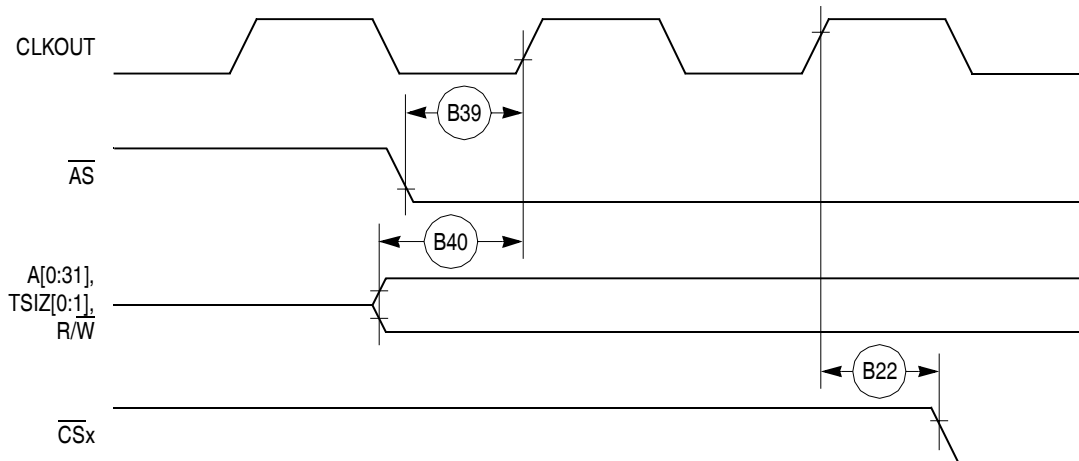 CLKOUT
B39
AS
B40
A[0:31],
TSIZ[0:1],
R/W
B22
CSx